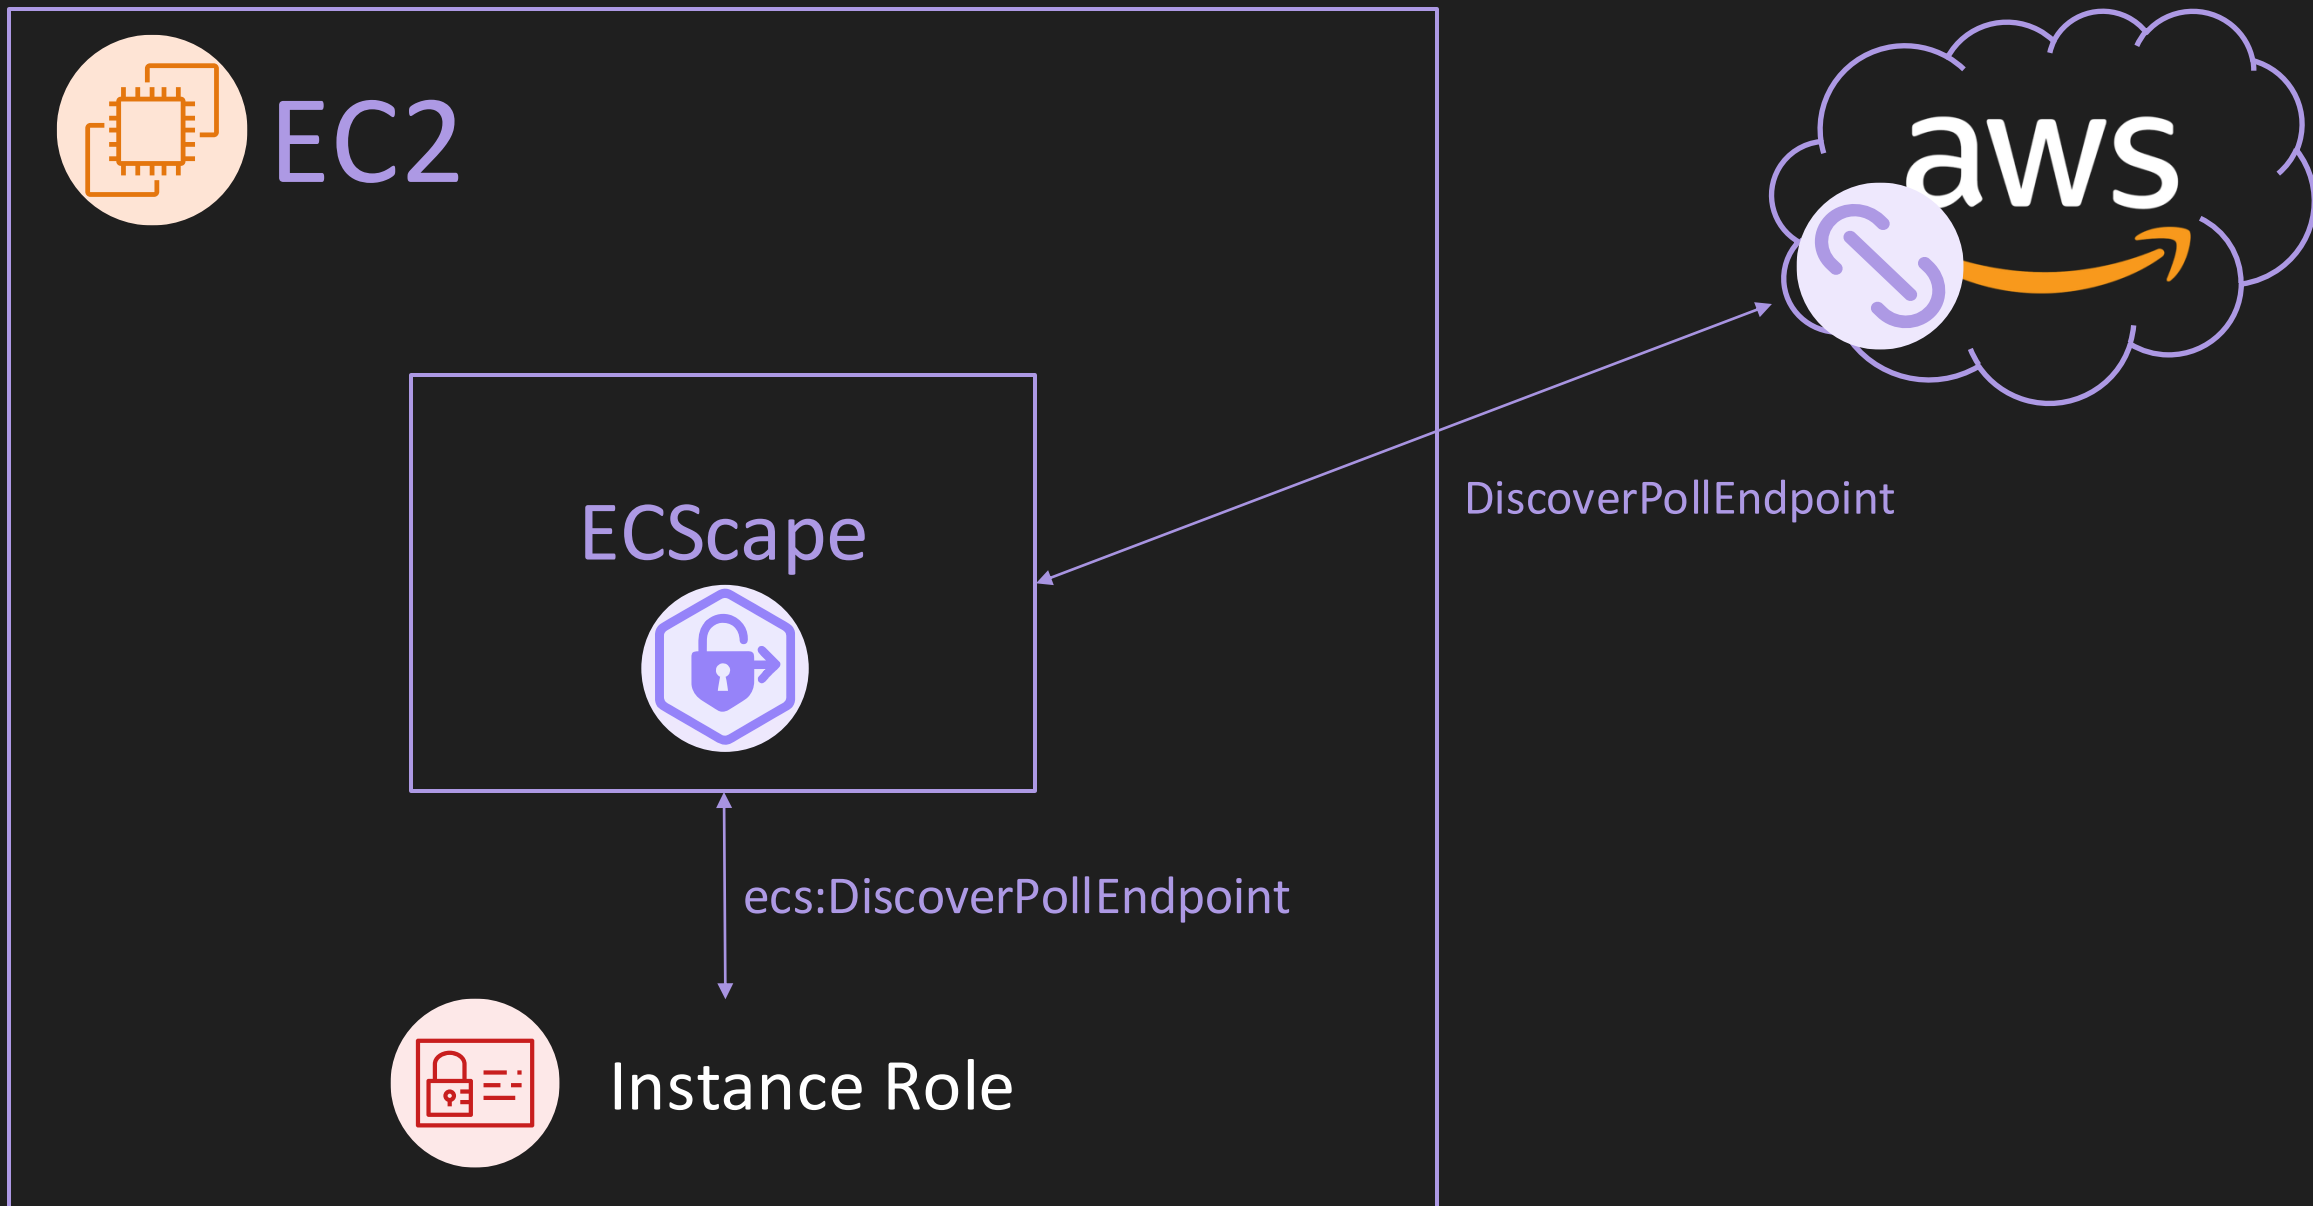 EC2
aws
ECScape
DiscoverPollEndpoint
ecs:DiscoverPollEndpoint
Instance Role